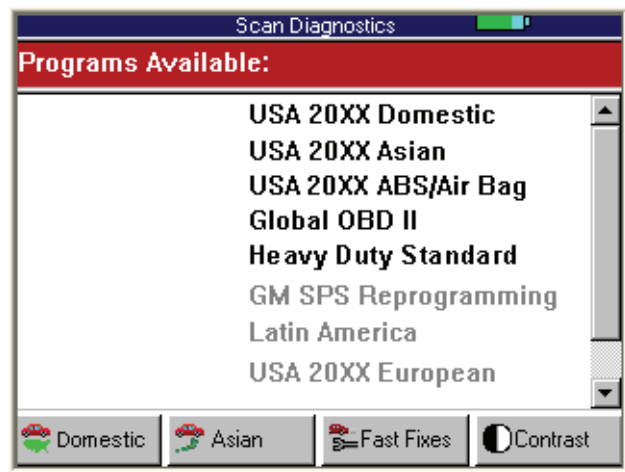 Scan Diagnostics
Programs Available:
USA 20XX Domestic
USA 20XX Asian
USA 20XX ABS/Air Bag
Global OBD II
Heavy Duty Standard
GM SPS Reprogramming
Latin America
USA 20XX European
Domestic Asian Fast Fixes Contrast